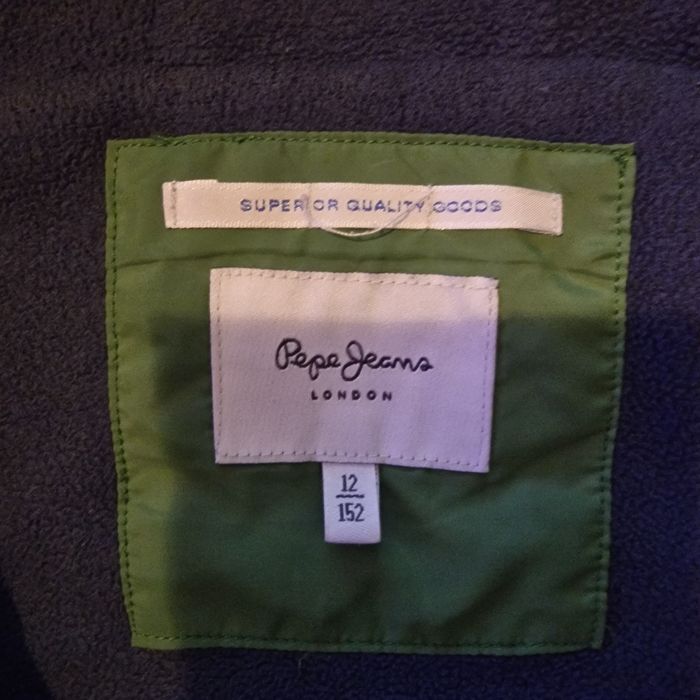 SUPERIOR QUALITY GOODS
Pepe Jeans
LONDON
12
152